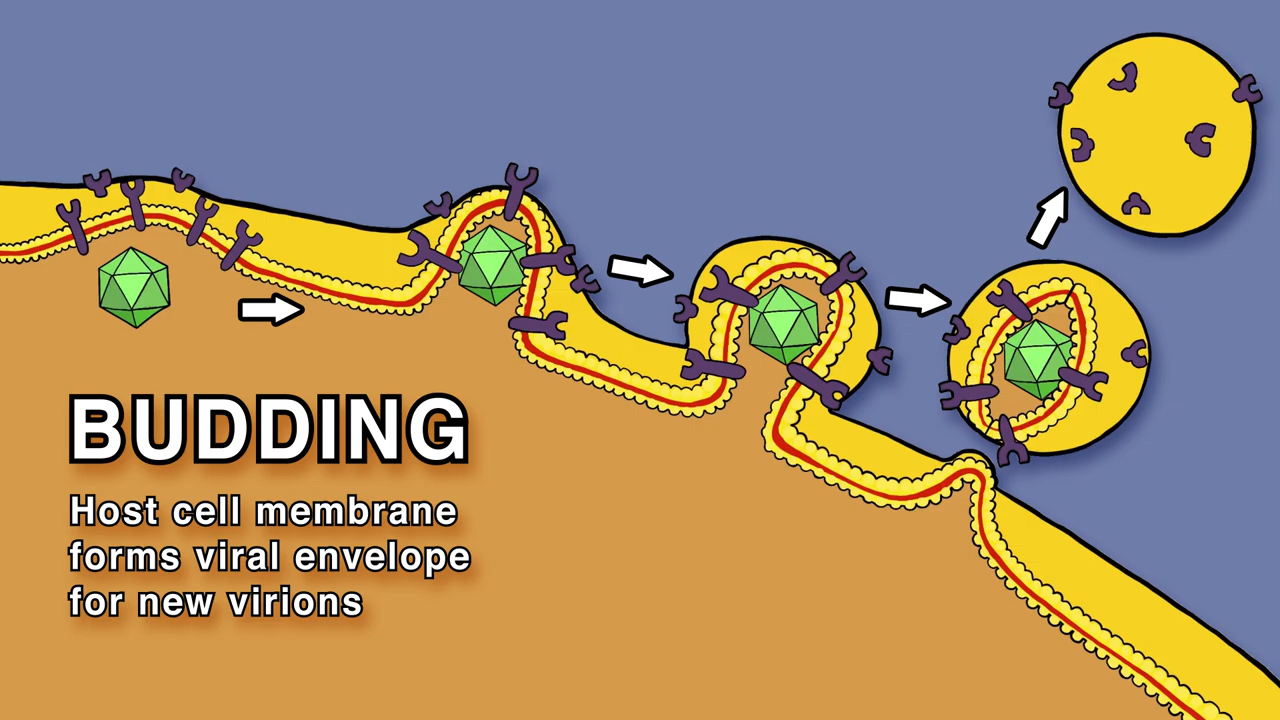 BUDDING
Host cell membrane
forms viral envelope
for new virions